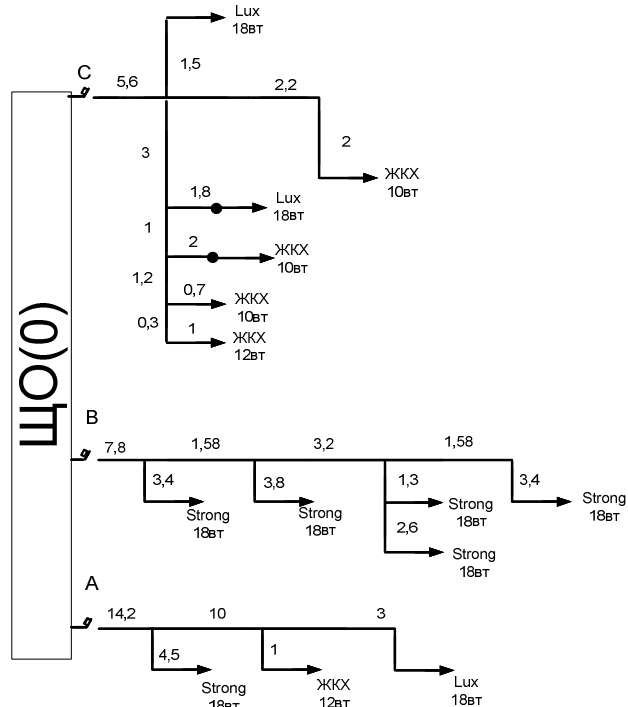 Lux
18вт
C
5,6
1,5
2,2
3
2
ЖКХ
10вт
1,8
Lux
18вт
1
2
ЖКХ
10вт
1,2
0,7
ЖКХ
10вт
0,3
1
ЖКХ
12вт
ЩО(0)
B
7,8
1,58
3,2
1,58
3,4
Strong
18вт
3,8
Strong
18вт
1,3
Strong
18вт
3,4
Strong
18вт
2,6
Strong
18вт
A
14,2
10
3
4,5
Strong
18вт
1
ЖКХ
12вт
Lux
18вт